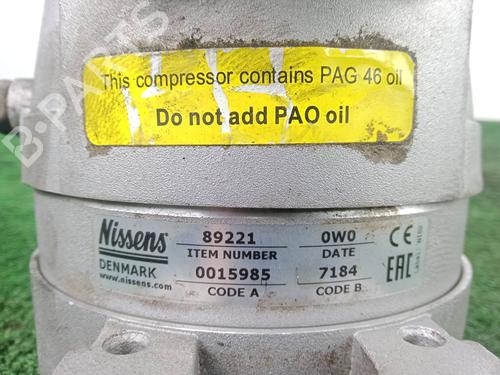 B-PARTS
This compressor contains PAG 46 oil
Do not add PAO oil
Nissens 89221 0W0 CE
ITEM NUMBER DATE
DENMARK 0015985 7184 EAC
www.nissens.com CODE A CODE B